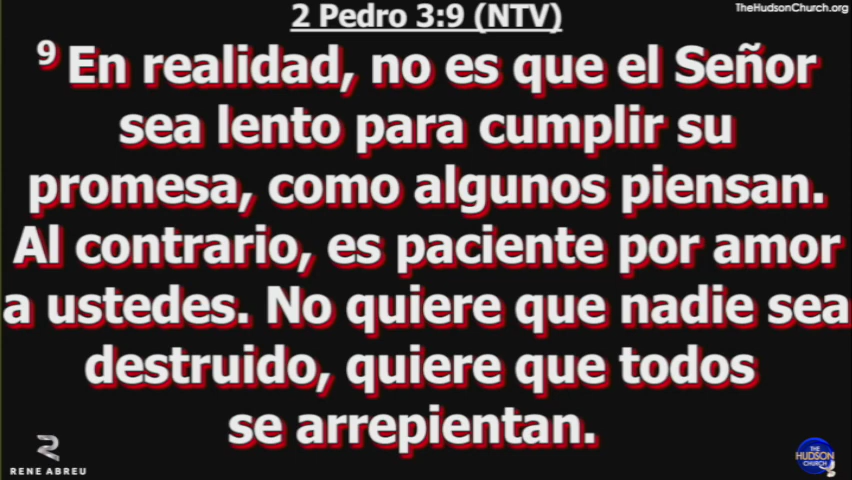 2 Pedro 3:9 (NTV)
TheHudsonChurch.org
9 En realidad, no es que el Señor
sea lento para cumplir su
promesa, como algunos piensan.
Al contrario, es paciente por amor
a ustedes. No quiere que nadie sea
destruido, quiere que todos
se arrepientan.
RENE ABREU
THE
HUDSON
CHURCH